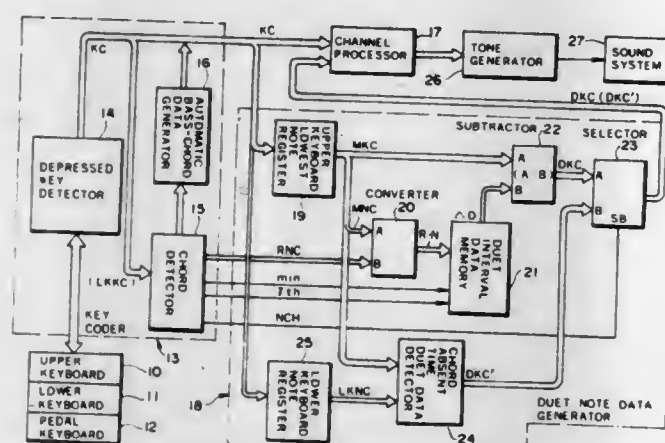 KC
CHANNEL
PROCESSOR
17
TONE
GENERATOR
26
27
SOUND
SYSTEM
DKC (DKC')
14
DEPRESSED
KEY
DETECTOR
16
AUTOMATIC
BASS-CHORD
DATA
GENERATOR
15
CHORD
DETECTOR
(LKKC)
KEY
CODER
13
UPPER
KEYBOARD
10
LOWER
KEYBOARD
11
PEDAL
KEYBOARD
12
UPPER
KEYBOARD
LOWEST
NOTE
REGISTER
19
MKC
MNC
CONVERTER
20
A
B
RNC
R-N
min
7th
NCH
SUBTRACTOR
22
A
(A B)
B
DKC
SELECTOR
23
A
B
SB
D
DUET
INTERVAL
DATA
MEMORY
21
25
LOWER
KEYBOARD
NOTE
REGISTER
LKNC
CHORD
ABSENT
TIME
DUET DATA
DETECTOR
24
DKC'
18
DUET NOTE DATA
GENERATOR